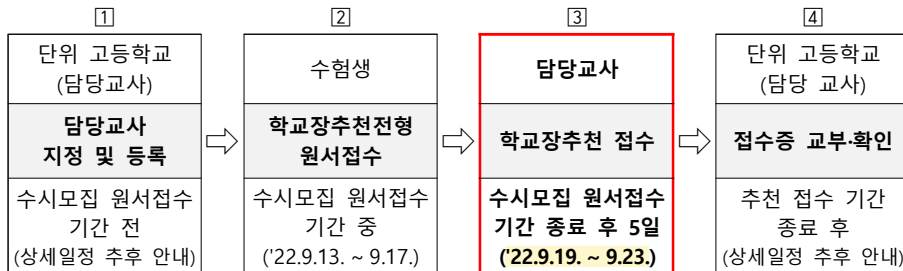 1
단위 고등학교
(담당교사)
담당교사
지정 및 등록
수시모집 원서접수
기간 전
(상세일정 추후 안내)
2
수험생
학교장추천전형
원서접수
수시모집 원서접수
기간 중
('22.9.13. ~ 9.17.)
3
담당교사
학교장추천 접수
수시모집 원서접수
기간 종료 후 5일
('22.9.19. ~ 9.23.)
4
단위 고등학교
(담당 교사)
접수증 교부·확인
추천 접수 기간
종료 후
(상세일정 추후 안내)